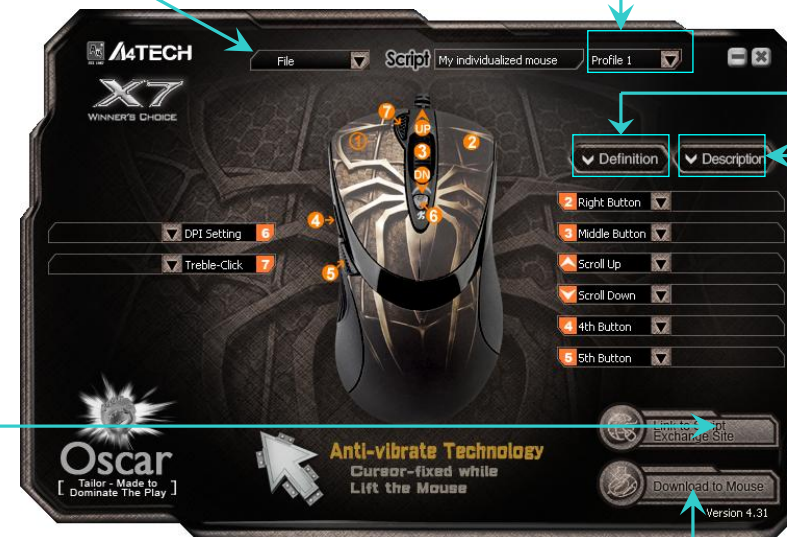 A4TECH
File
Script
My individualized mouse
Profile 1
X7
WINNER'S CHOICE
7
UP
1
2
3
DN
4
5
6
Definition
Description
2 Right Button
3 Middle Button
Scroll Up
Scroll Down
4 4th Button
5 5th Button
DPI Setting 6
Treble-Click 7
Link to Script
Exchange Site
Download to Mouse
Version 4.31
Oscar
Tailor - Made to
[ Dominate The Play ]
Anti-vibrate Technology
Cursor-fixed while
Lift the Mouse